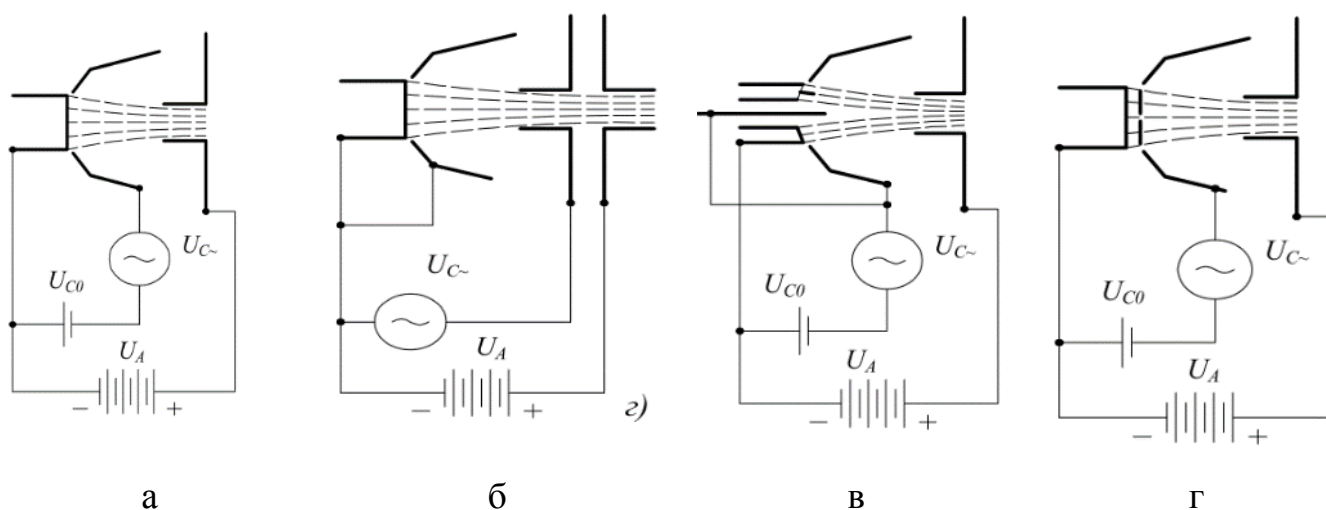 U_C~ U_C~ U_C~ U_C~
U_C0 U_C0 U_C0
U_A U_A U_A U_A
− + − + г) − + − +
а б в г